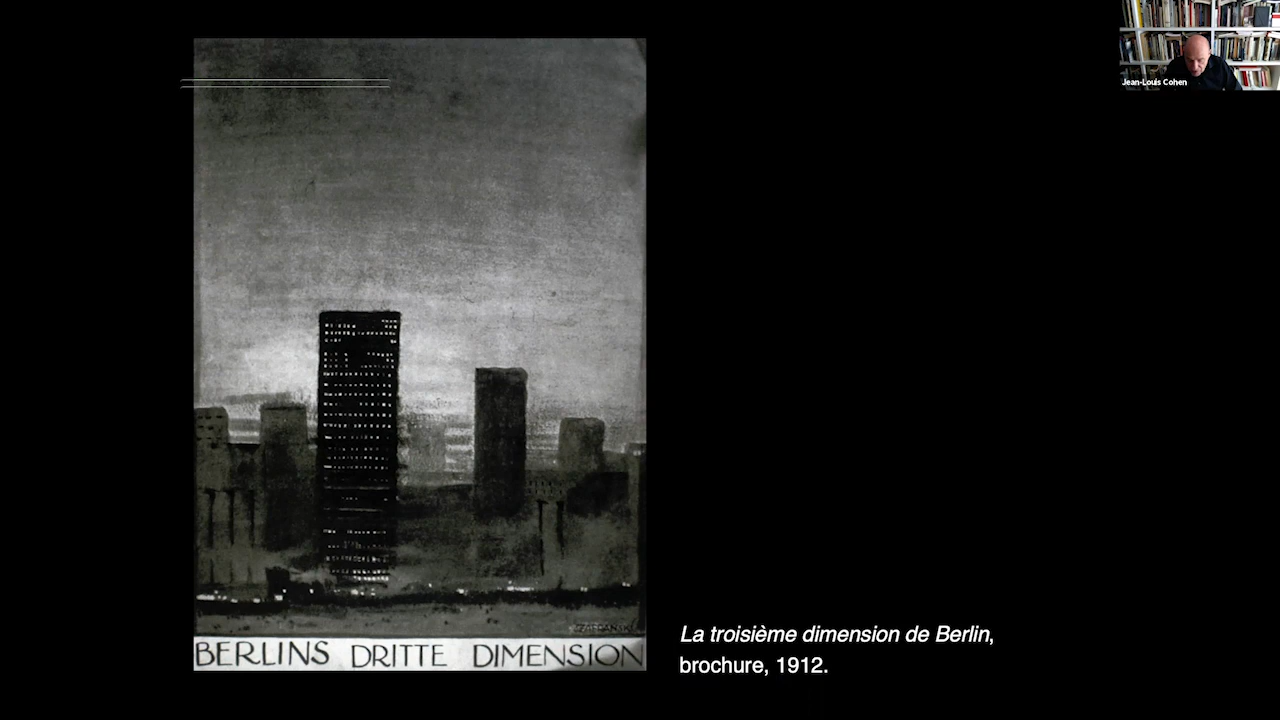 Jean-Louis Cohen
BERLINS DRITTE DIMENSION
La troisième dimension de Berlin,
brochure, 1912.